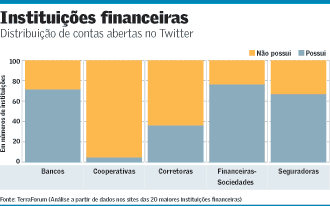 Instituições financeiras
Distribuição de contas abertas no Twitter
Não possui
Possui
Em números de instituições
100
80
60
40
20
0
Bancos
Cooperativas
Corretoras
Financeiras-
Sociedades
Seguradoras
Fonte: TerraForum (Análise a partir de dados nos sites das 20 maiores instituições financeiras)